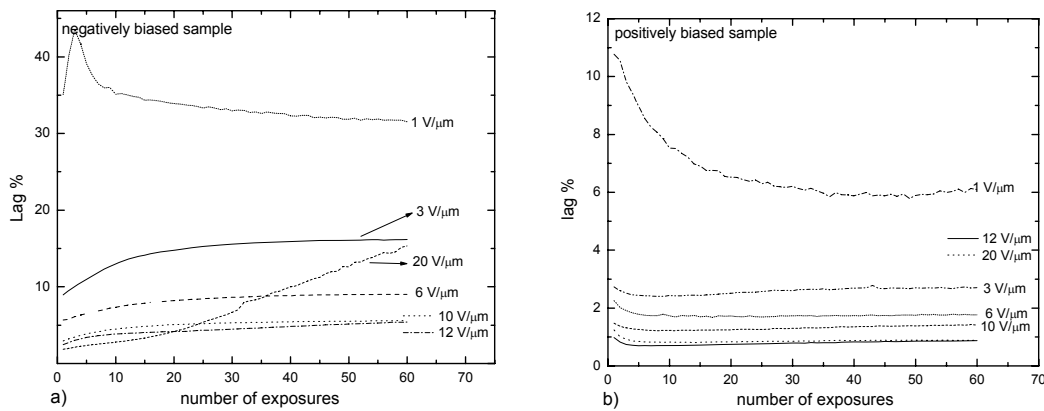 negatively biased sample
40
30
20
10
Lag %
1 V/µm
3 V/µm
20 V/µm
6 V/µm
10 V/µm
12 V/µm
0 10 20 30 40 50 60 70
number of exposures
a)
positively biased sample
12
10
8
6
4
2
0
lag %
1 V/µm
12 V/µm
20 V/µm
3 V/µm
6 V/µm
10 V/µm
0 10 20 30 40 50 60 70
number of exposures
b)